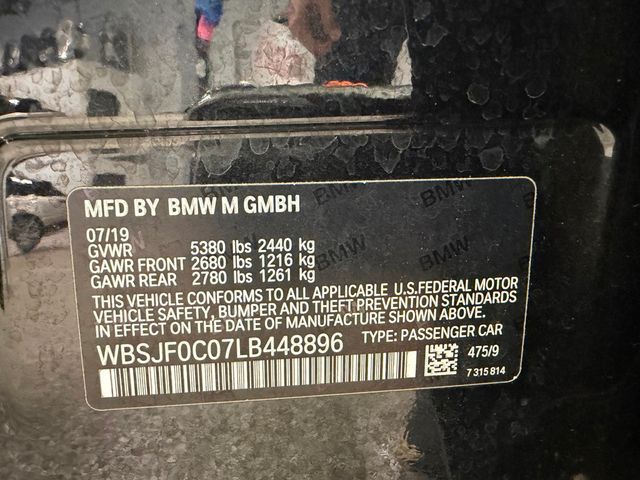 MFD BY BMW M GMBH
07/19
GVWR 5380 lbs 2440 kg
GAWR FRONT 2680 lbs 1216 kg
GAWR REAR 2780 lbs 1261 kg
THIS VEHICLE CONFORMS TO ALL APPLICABLE U.S.FEDERAL MOTOR
VEHICLE SAFETY, BUMPER AND THEFT PREVENTION STANDARDS
IN EFFECT ON THE DATE OF MANUFACTURE SHOWN ABOVE.
WBSJF0C07LB448896 TYPE: PASSENGER CAR
475/9
7 315 814
BMW
BMW
BMW
BMW